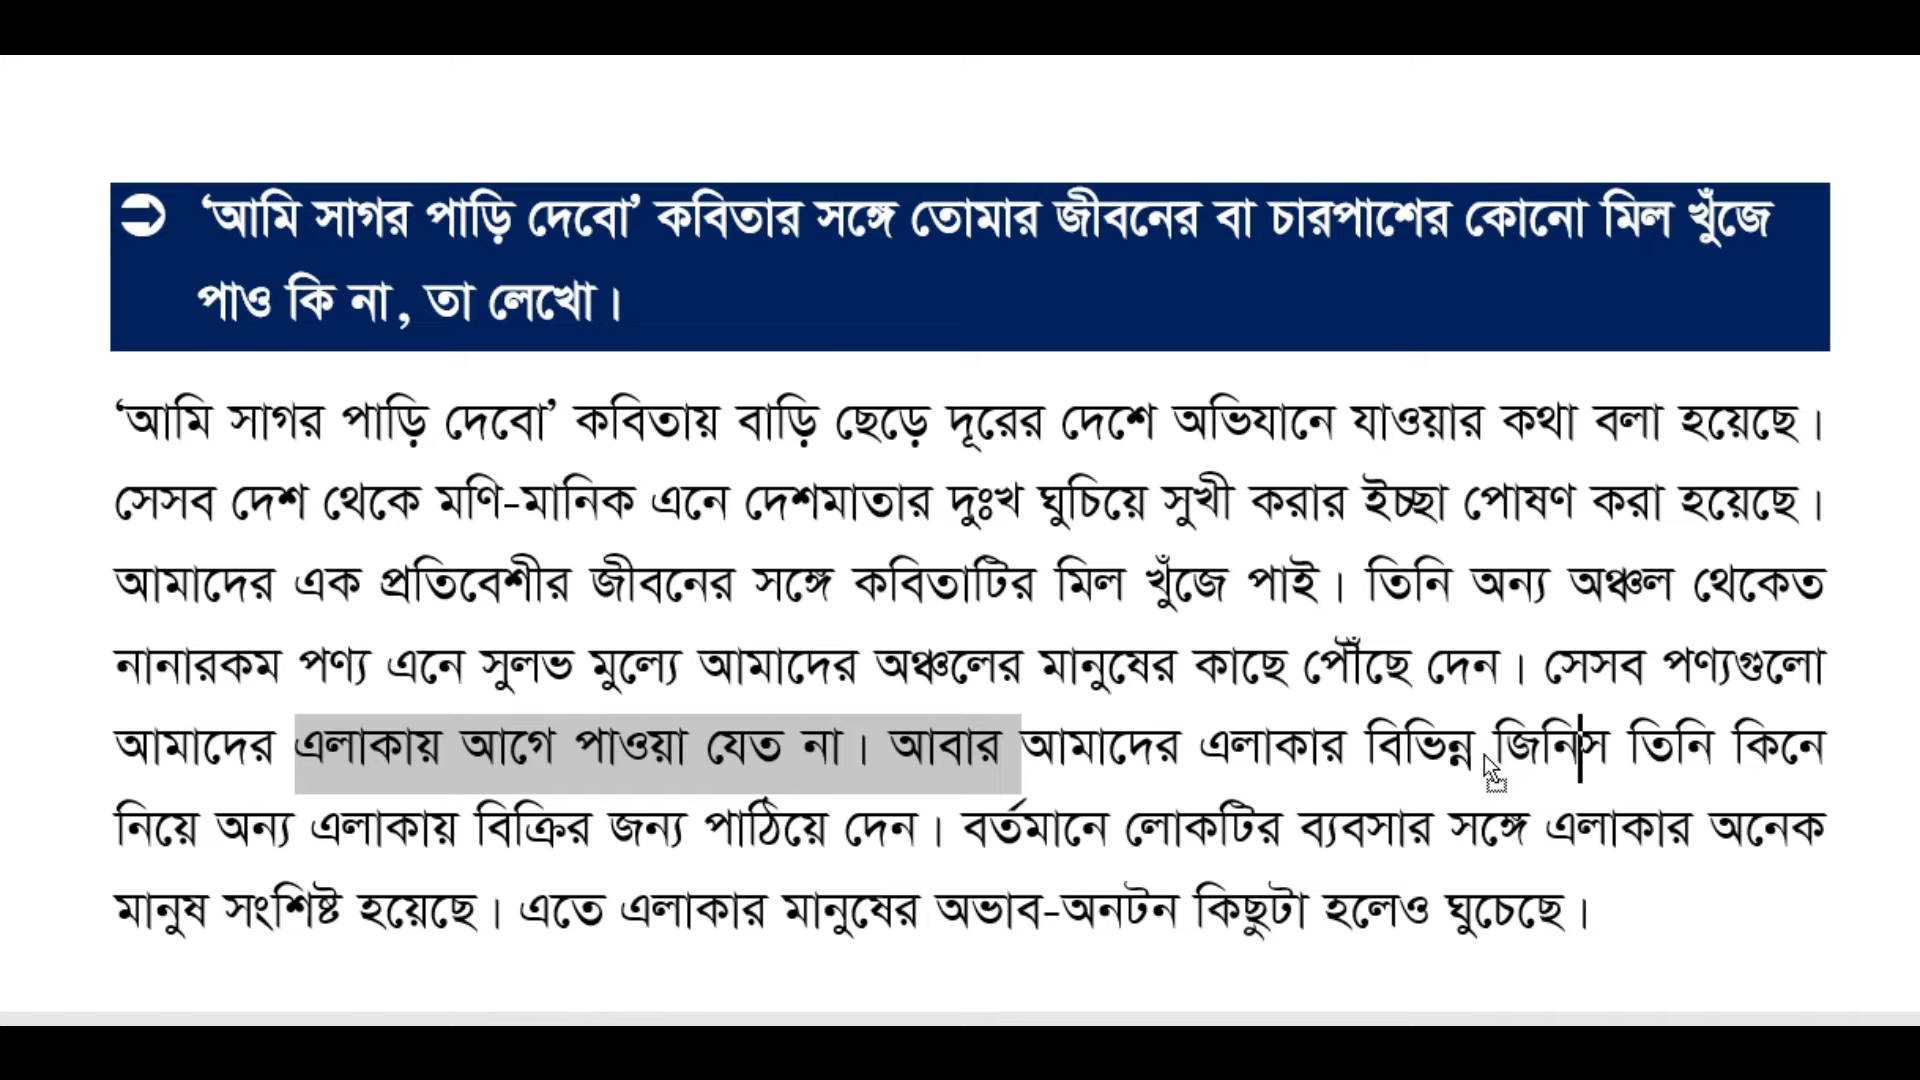 ➲ ‘আমি সাগর পাড়ি দেবো’ কবিতার সঙ্গে তোমার জীবনের বা চারপাশের কোনো মিল খুঁজে
পাও কি না, তা লেখো।
‘আমি সাগর পাড়ি দেবো’ কবিতায় বাড়ি ছেড়ে দূরের দেশে অভিযানে যাওয়ার কথা বলা হয়েছে।
সেসব দেশ থেকে মণি-মানিক এনে দেশমাতার দুঃখ ঘুচিয়ে সুখী করার ইচ্ছা পোষণ করা হয়েছে।
আমাদের এক প্রতিবেশীর জীবনের সঙ্গে কবিতাটির মিল খুঁজে পাই। তিনি অন্য অঞ্চল থেকেত
নানারকম পণ্য এনে সুলভ মুল্যে আমাদের অঞ্চলের মানুষের কাছে পৌঁছে দেন। সেসব পণ্যগুলো
আমাদের এলাকায় আগে পাওয়া যেত না। আবার আমাদের এলাকার বিভিন্ন জিনিস তিনি কিনে
নিয়ে অন্য এলাকায় বিক্রির জন্য পাঠিয়ে দেন। বর্তমানে লোকটির ব্যবসার সঙ্গে এলাকার অনেক
মানুষ সংশিষ্ট হয়েছে। এতে এলাকার মানুষের অভাব-অনটন কিছুটা হলেও ঘুচেছে।